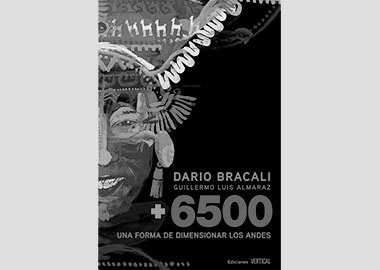 DARIO BRACALI
GUILLERMO LUIS ALMARAZ
+6500
UNA FORMA DE DIMENSIONAR LOS ANDES
Ediciones VERTICAL